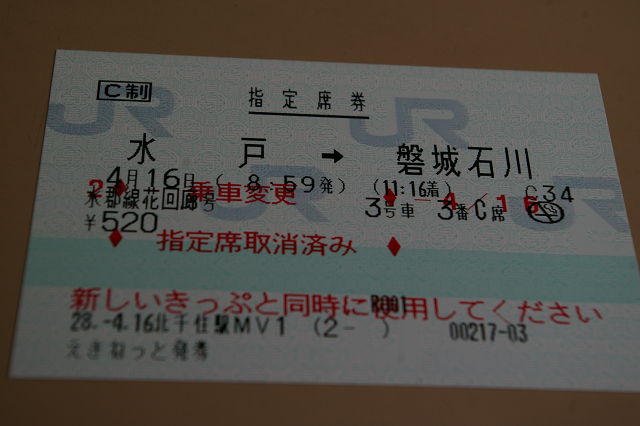 C制
指定席券
水 戸 → 磐城石川
4月16日( 8:59発) (11:16着) C34
乗車変更
水郡線花回廊号 3号車 3番C席
¥520
指定席取消済み
新しいきっぷと同時に使用してください
R001
28.-4.16北千住駅MV1 (2- ) 00217-03
えきねっと発券